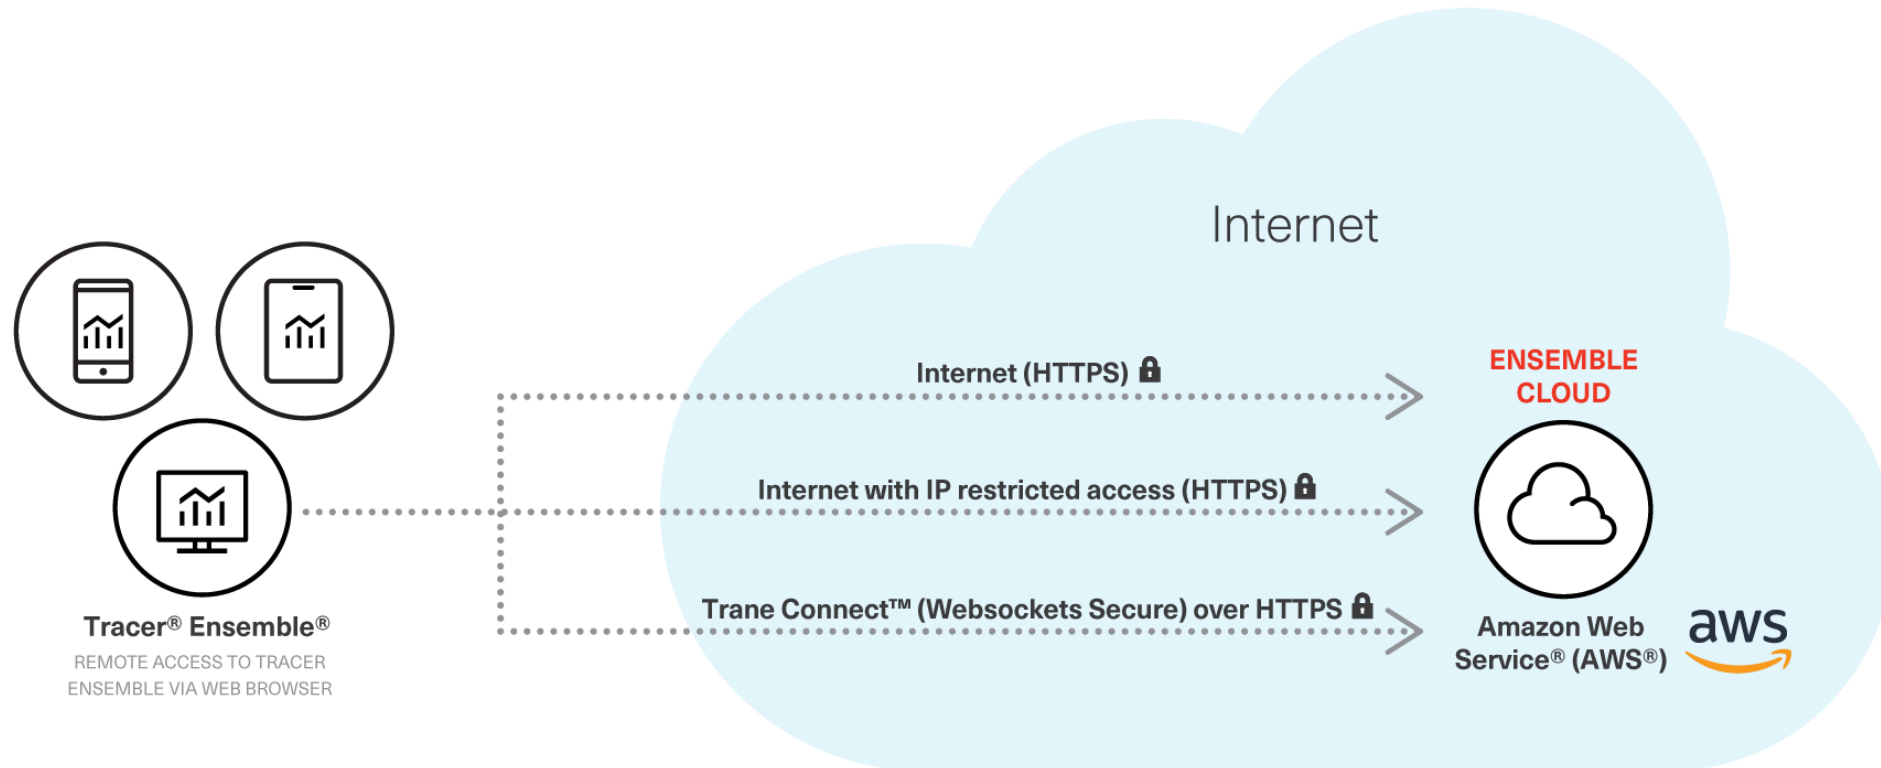 Internet
Internet (HTTPS)
Internet with IP restricted access (HTTPS)
Trane Connect™ (Websockets Secure) over HTTPS
Tracer® Ensemble®
REMOTE ACCESS TO TRACER
ENSEMBLE VIA WEB BROWSER
ENSEMBLE
CLOUD
Amazon Web
Service® (AWS®)
aws